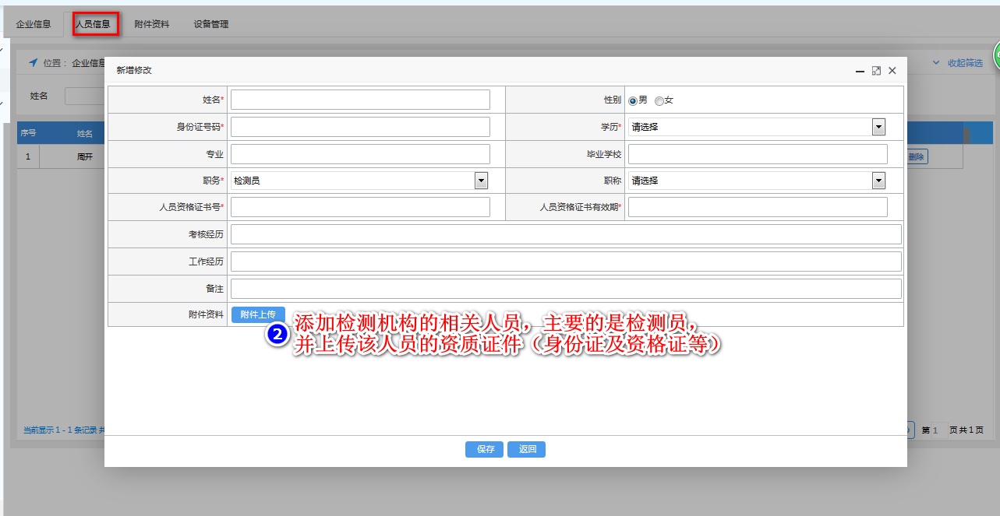 企业信息 人员信息 附件资料 设备管理
位置： 企业信息 收起筛选
姓名
序号 姓名
1 周开 删除
新增修改
姓名* 性别 男 女
身份证号码* 学历* 请选择
专业 毕业学校
职务* 检测员 职称 请选择
人员资格证书号* 人员资格证书有效期*
考核经历
工作经历
备注
附件资料 附件上传
2 添加检测机构的相关人员，主要的是检测员，
并上传该人员的资质证件（身份证及资格证等）
当前显示 1 - 1 条记录 共 第 1 页 共 1 页
保存 返回